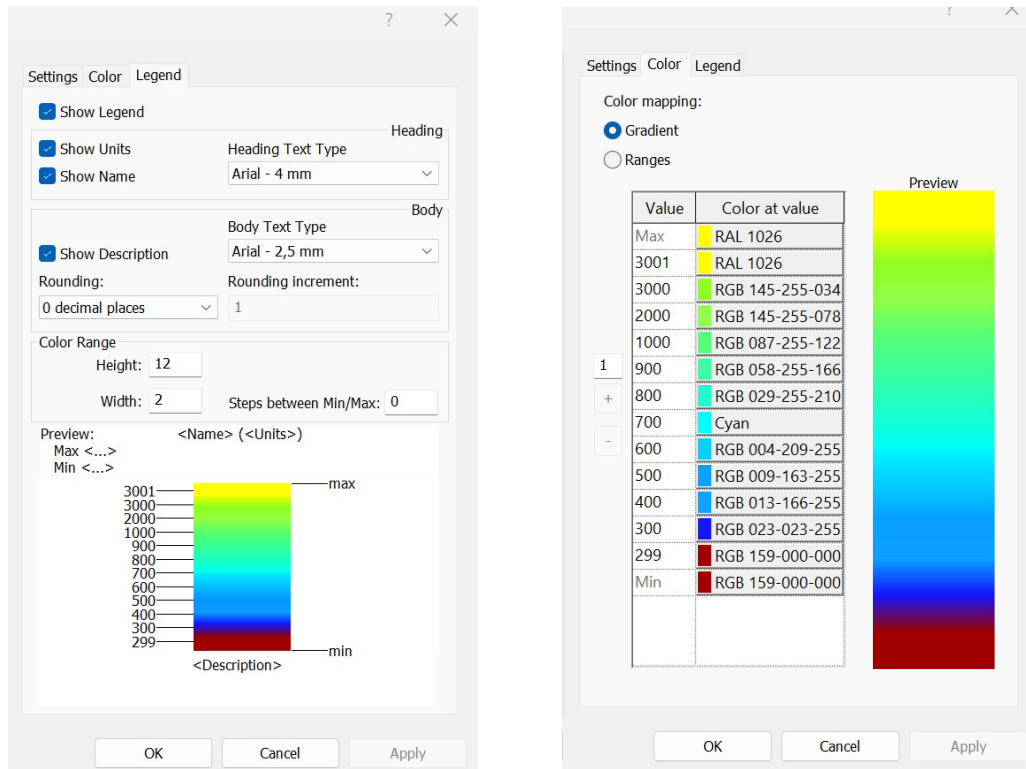 ?
Settings Color Legend
Show Legend
Heading
Show Units
Heading Text Type
Show Name
Arial - 4 mm
Body
Body Text Type
Show Description
Arial - 2,5 mm
Rounding:
Rounding increment:
0 decimal places
1
Color Range
Height: 12
Width: 2
Steps between Min/Max: 0
Preview:
<Name> (<Units>)
Max <...>
Min <...>
max
3001
3000
2000
1000
900
800
700
600
500
400
300
299
min
<Description>
OK Cancel Apply
?
Settings Color Legend
Color mapping:
Gradient
Ranges
Preview
Value Color at value
Max RAL 1026
3001 RAL 1026
3000 RGB 145-255-034
2000 RGB 145-255-078
1000 RGB 087-255-122
1
900 RGB 058-255-166
+
800 RGB 029-255-210
700 Cyan
-
600 RGB 004-209-255
500 RGB 009-163-255
400 RGB 013-166-255
300 RGB 023-023-255
299 RGB 159-000-000
Min RGB 159-000-000
OK Cancel Apply